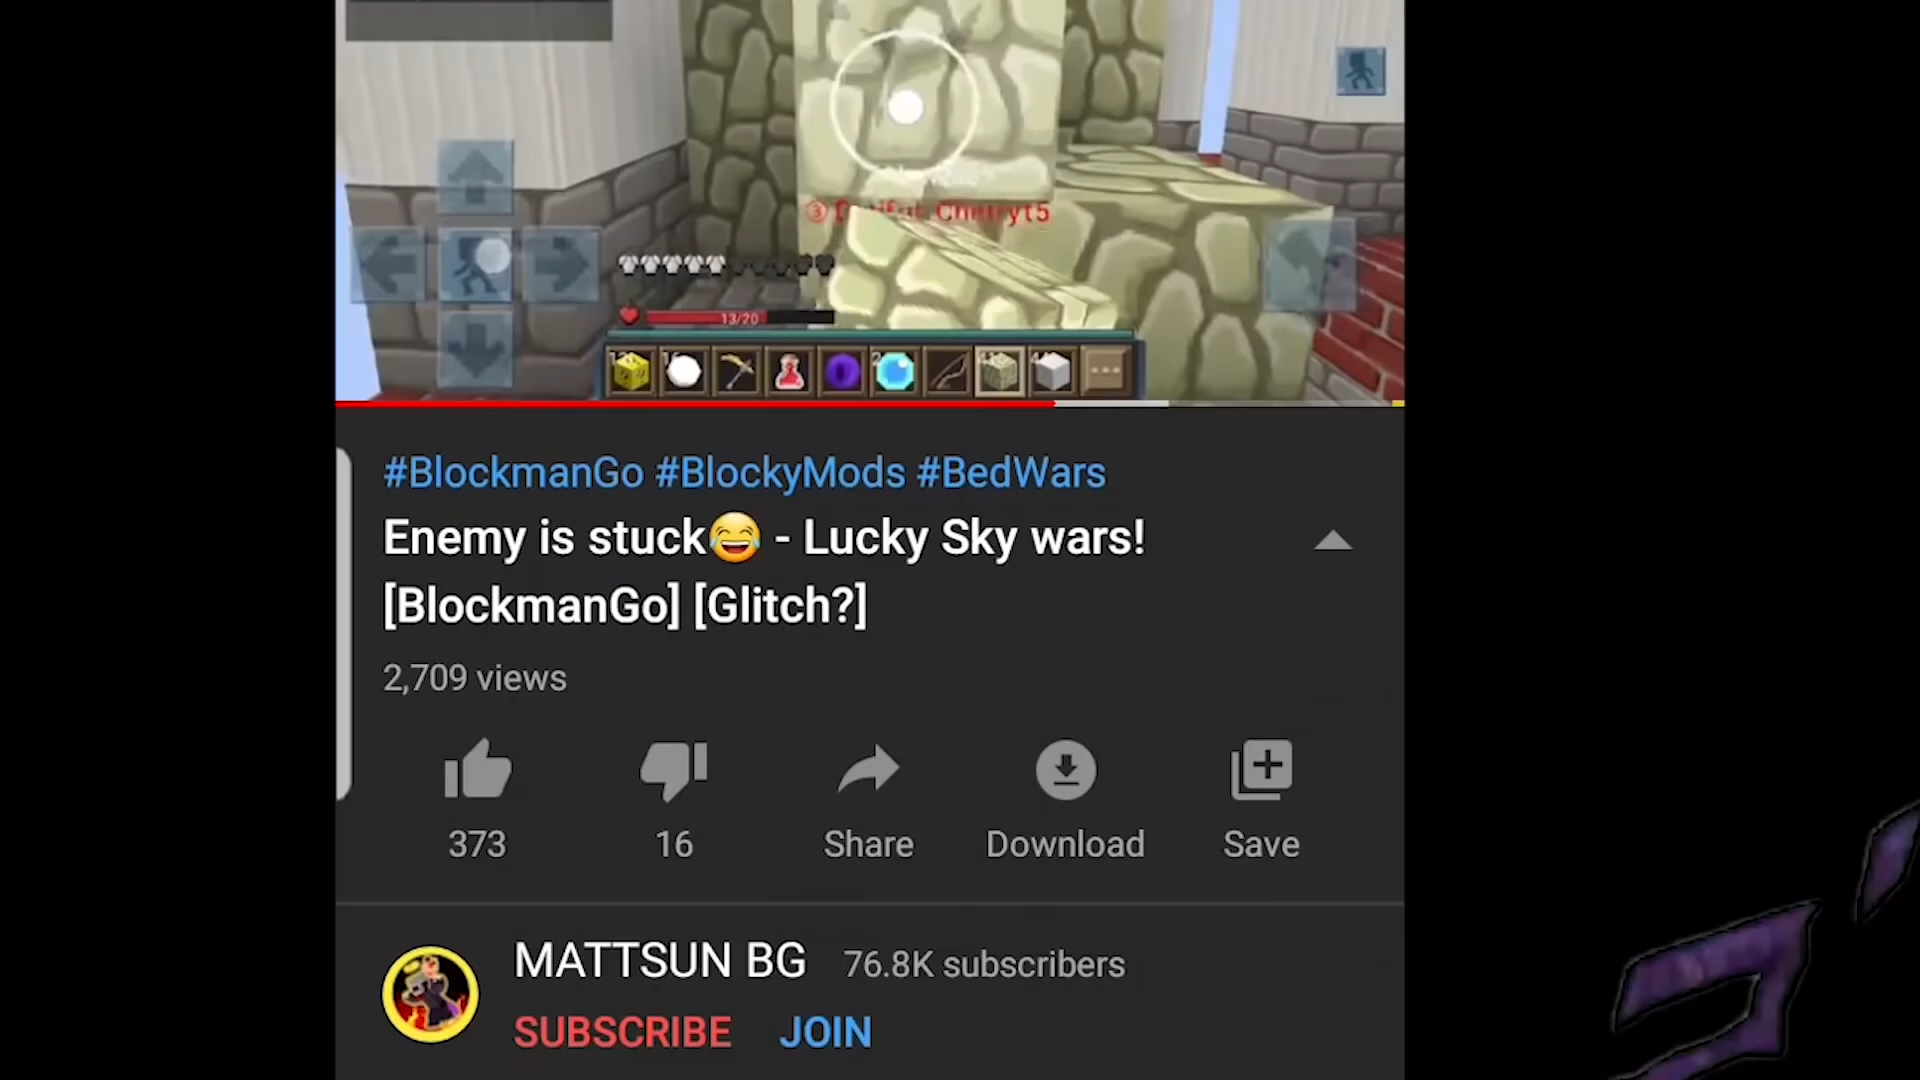 13/20
#BlockmanGo #BlockyMods #BedWars
Enemy is stuck😂 - Lucky Sky wars!
[BlockmanGo] [Glitch?]
2,709 views
373 16 Share Download Save
MATTSUN BG 76.8K subscribers
SUBSCRIBE JOIN